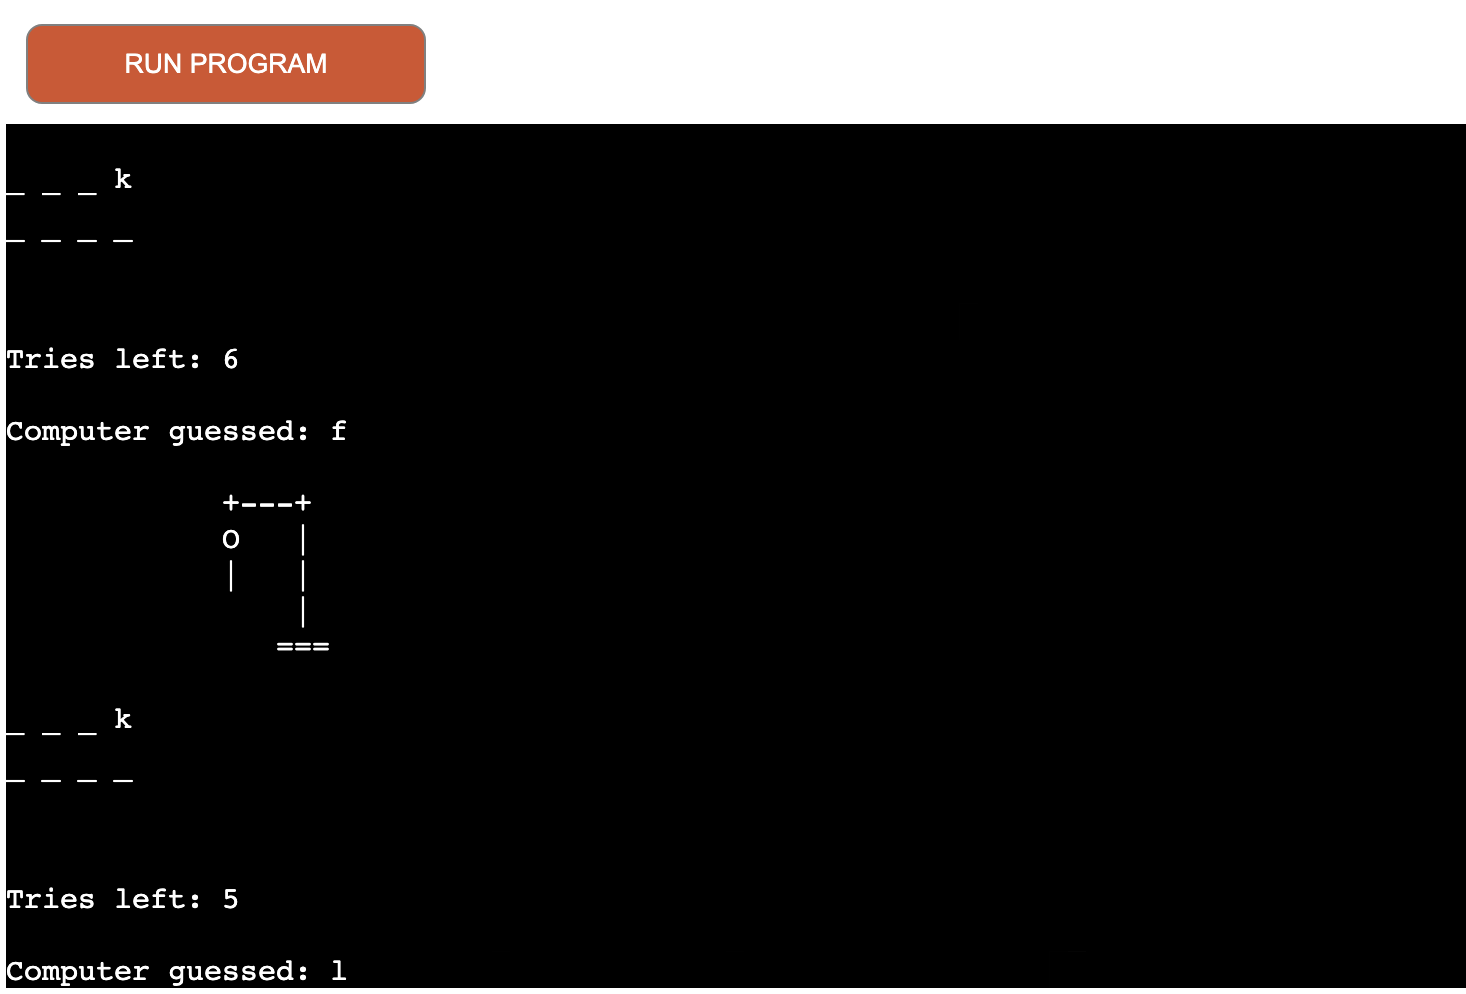 RUN PROGRAM
_ _ _ k
_ _ _ _
Tries left: 6
Computer guessed: f
+---+
O   |
|   |
    |
   ===
_ _ _ k
_ _ _ _
Tries left: 5
Computer guessed: l